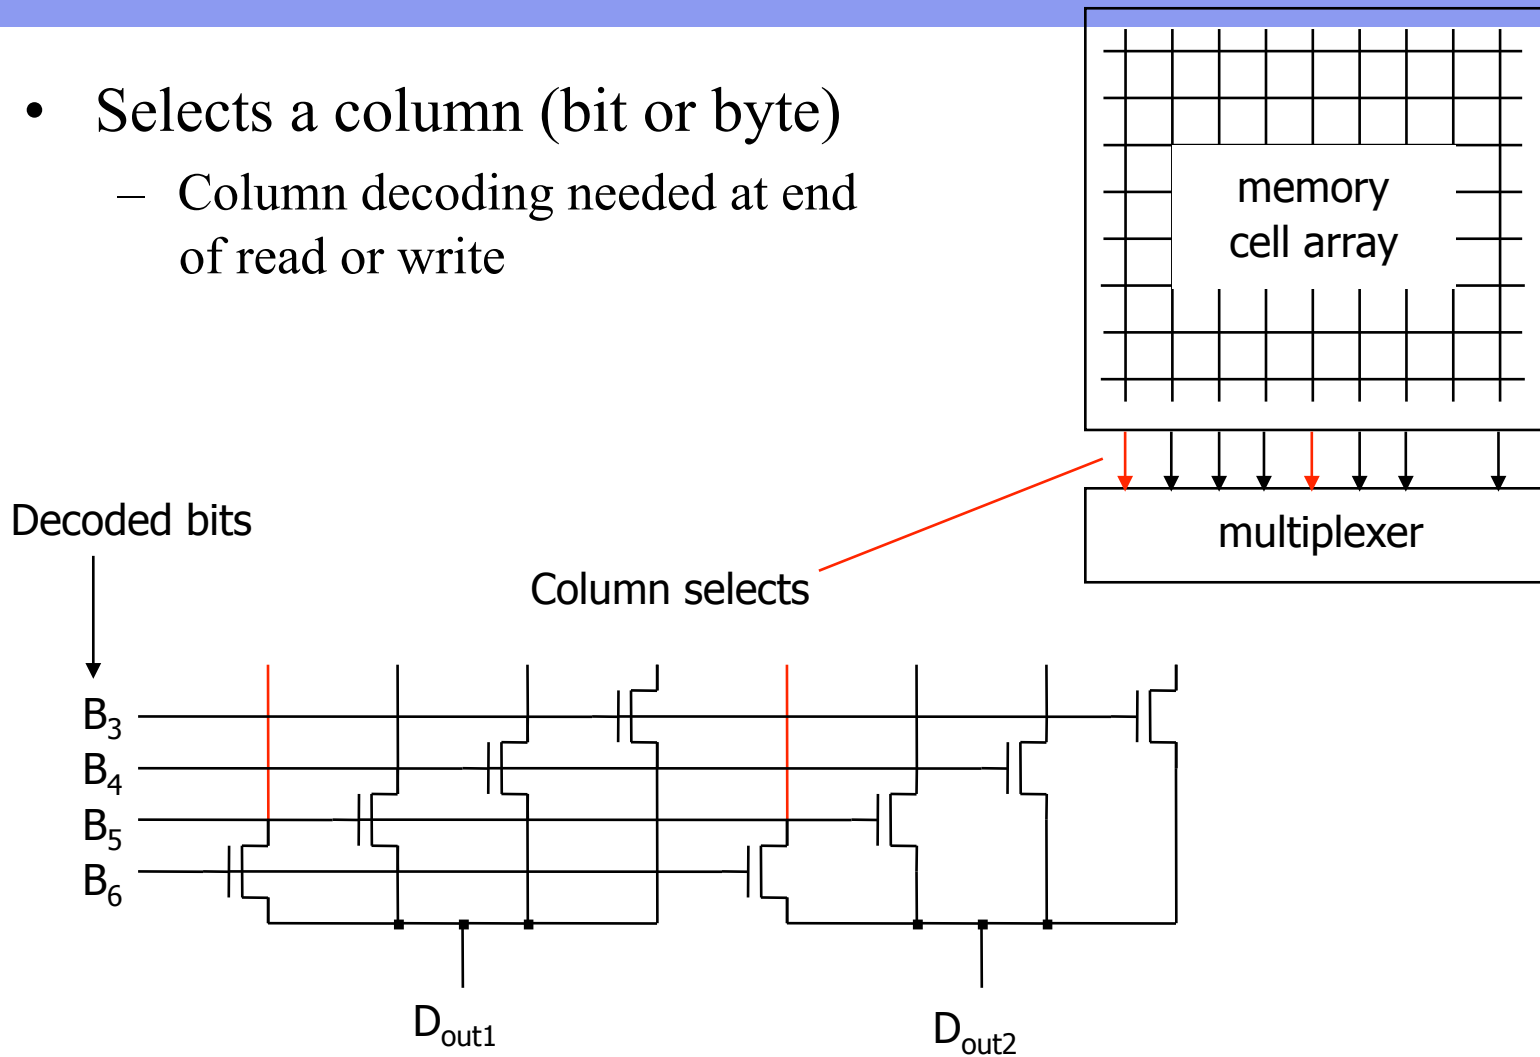 • Selects a column (bit or byte)
– Column decoding needed at end
of read or write
memory
cell array
multiplexer
Decoded bits
Column selects
B3
B4
B5
B6
Dout1
Dout2